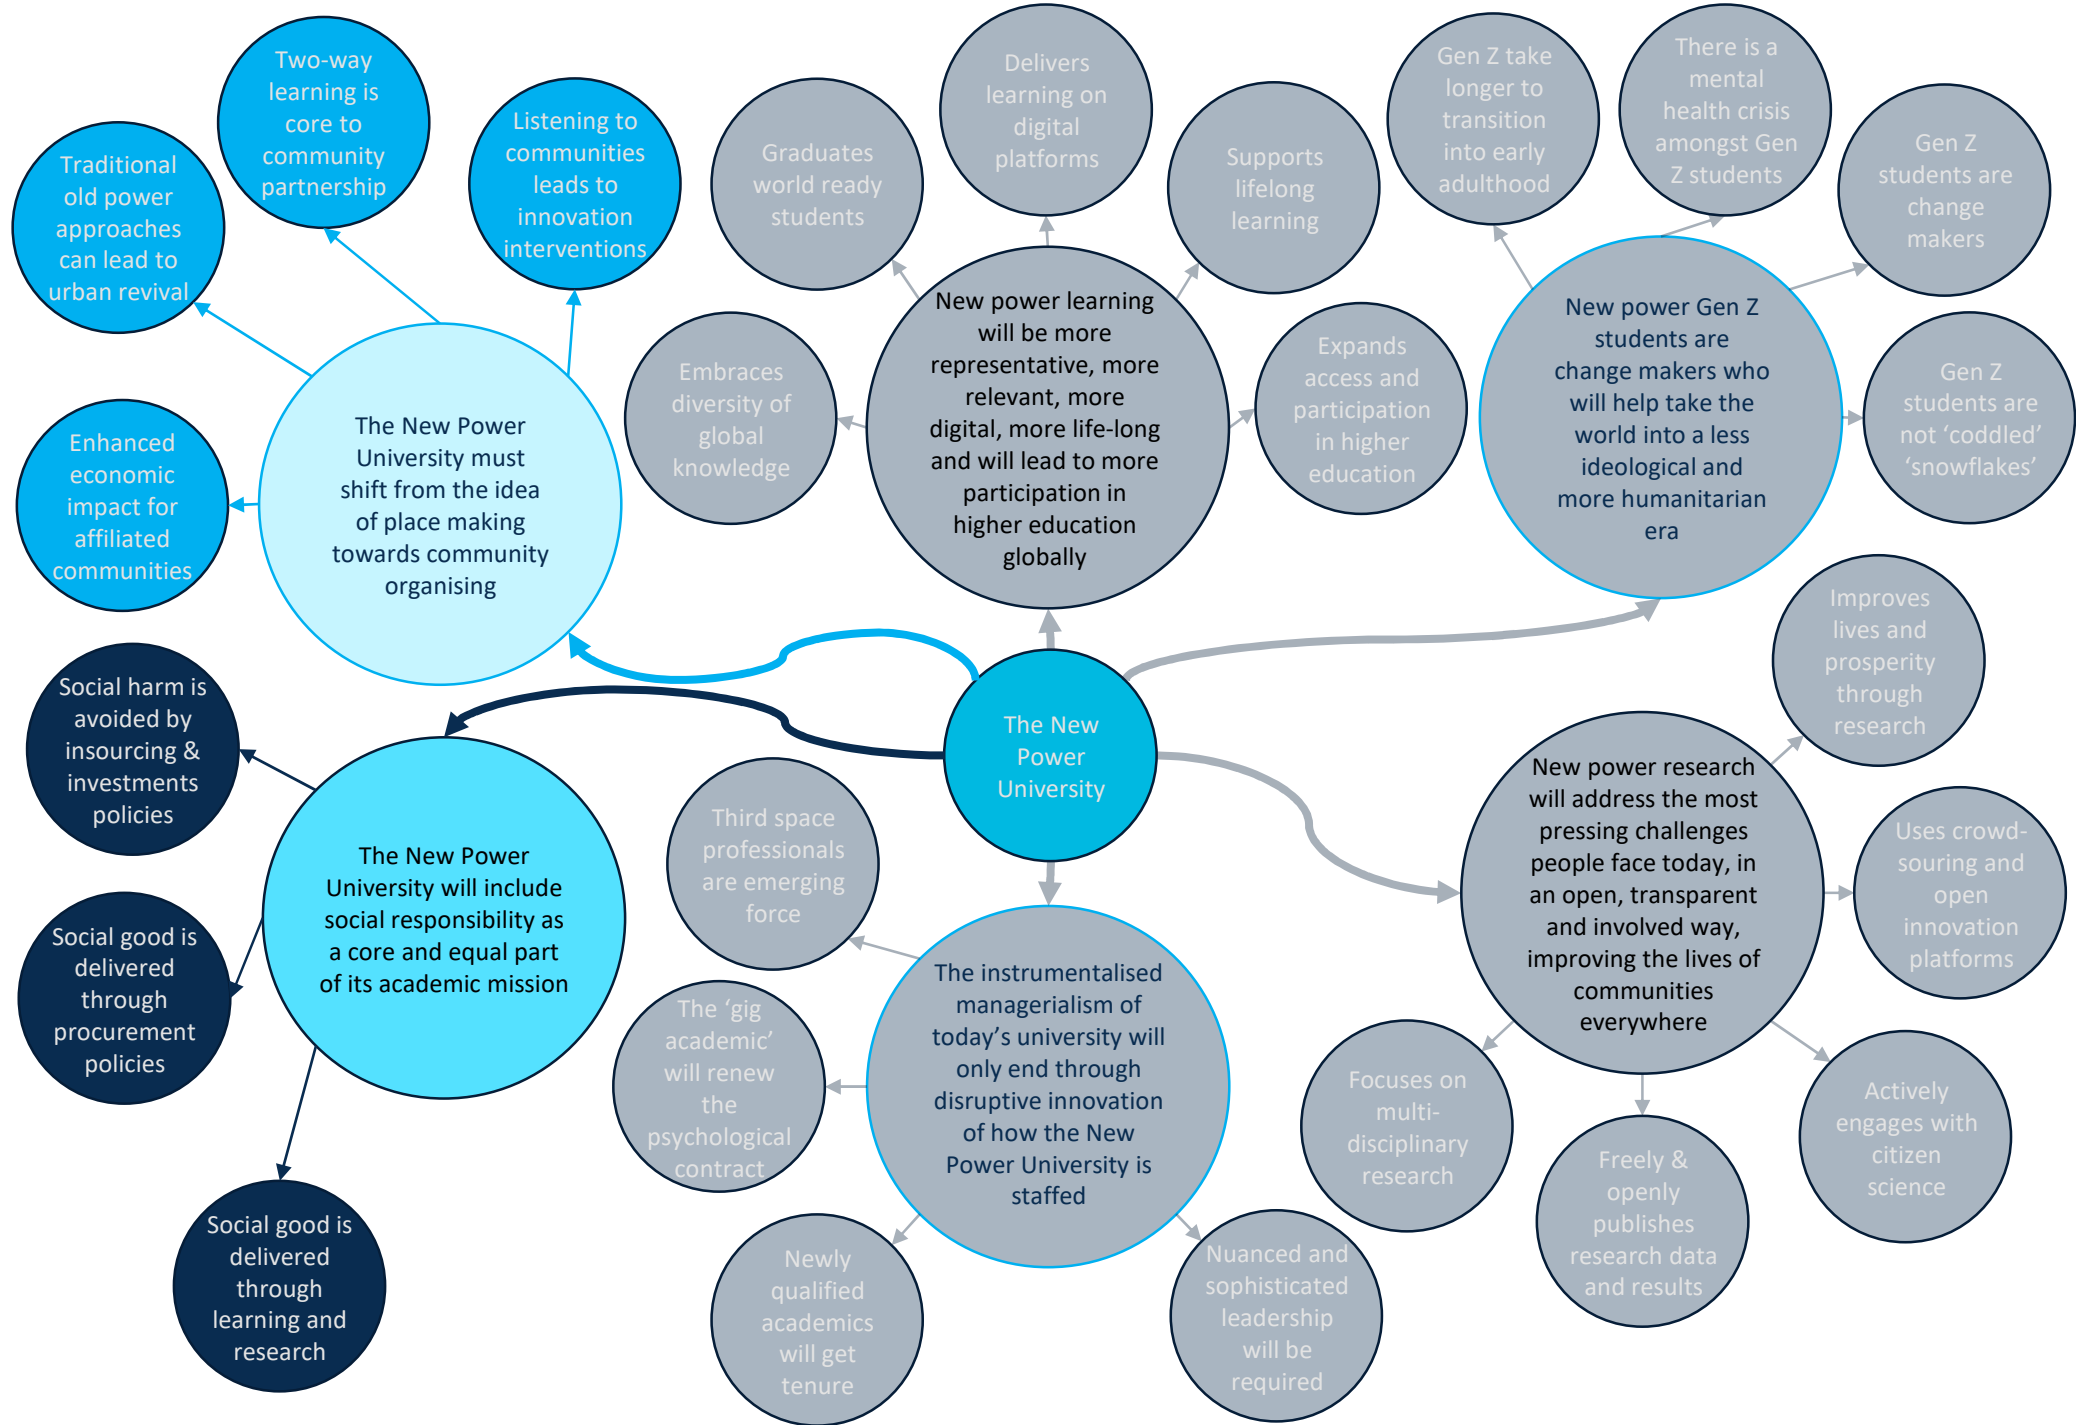 Two-way
learning is
core to
community
partnership
Traditional
old power
approaches
can lead to
urban revival
Listening to
communities
leads to
innovation
interventions
Enhanced
economic
impact for
affiliated
communities
The New Power
University must
shift from the idea
of place making
towards community
organising
Graduates
world ready
students
Delivers
learning on
digital
platforms
Supports
lifelong
learning
Embraces
diversity of
global
knowledge
Expands
access and
participation
in higher
education
New power learning
will be more
representative, more
relevant, more
digital, more life-long
and will lead to more
participation in
higher education
globally
Gen Z take
longer to
transition
into early
adulthood
There is a
mental
health crisis
amongst Gen
Z students
Gen Z
students are
change
makers
Gen Z
students are
not ‘coddled’
‘snowflakes’
New power Gen Z
students are
change makers who
will help take the
world into a less
ideological and
more humanitarian
era
The New
Power
University
Social harm is
avoided by
insourcing &
investments
policies
Social good is
delivered
through
procurement
policies
Social good is
delivered
through
learning and
research
The New Power
University will include
social responsibility as
a core and equal part
of its academic mission
Third space
professionals
are emerging
force
The ‘gig
academic’
will renew
the
psychological
contract
Newly
qualified
academics
will get
tenure
Nuanced and
sophisticated
leadership
will be
required
The instrumentalised
managerialism of
today’s university will
only end through
disruptive innovation
of how the New
Power University is
staffed
Improves
lives and
prosperity
through
research
Uses crowd-
souring and
open
innovation
platforms
Actively
engages with
citizen
science
Freely &
openly
publishes
research data
and results
Focuses on
multi-
disciplinary
research
New power research
will address the most
pressing challenges
people face today, in
an open, transparent
and involved way,
improving the lives of
communities
everywhere